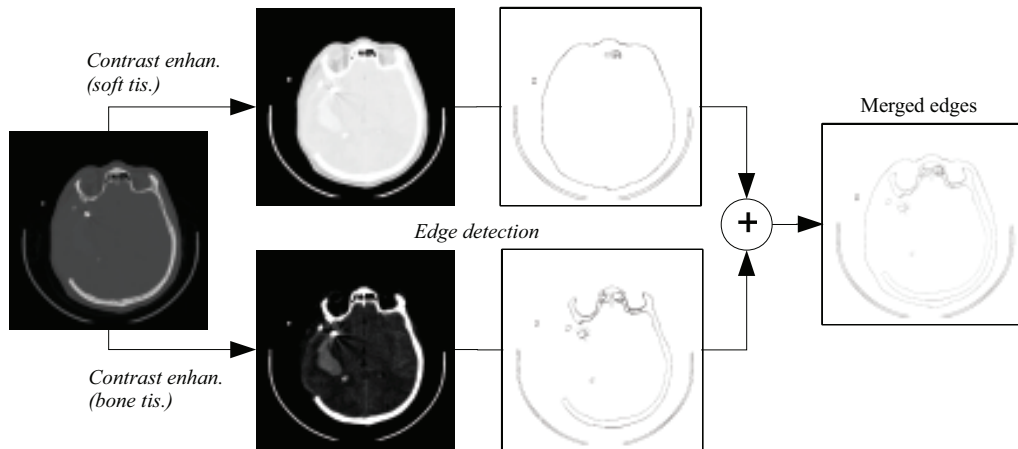 Contrast enhan.
(soft tis.)
Merged edges
Edge detection
+
Contrast enhan.
(bone tis.)